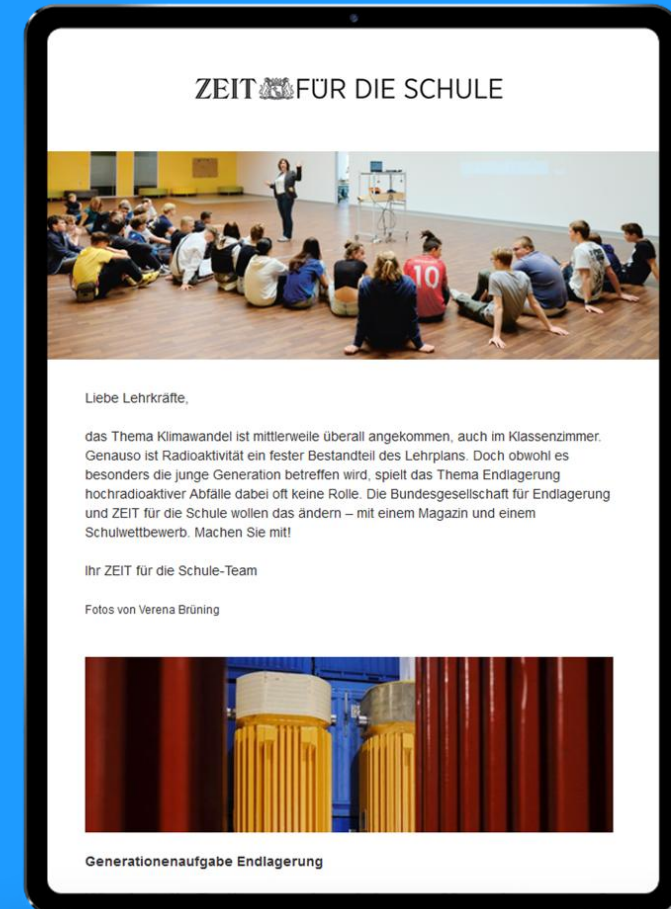 ZEIT FÜR DIE SCHULE
10
Liebe Lehrkräfte,
das Thema Klimawandel ist mittlerweile überall angekommen, auch im Klassenzimmer.
Genauso ist Radioaktivität ein fester Bestandteil des Lehrplans. Doch obwohl es
besonders die junge Generation betreffen wird, spielt das Thema Endlagerung
hochradioaktiver Abfälle dabei oft keine Rolle. Die Bundesgesellschaft für Endlagerung
und ZEIT für die Schule wollen das ändern – mit einem Magazin und einem
Schulwettbewerb. Machen Sie mit!
Ihr ZEIT für die Schule-Team
Fotos von Verena Brüning
Generationenaufgabe Endlagerung